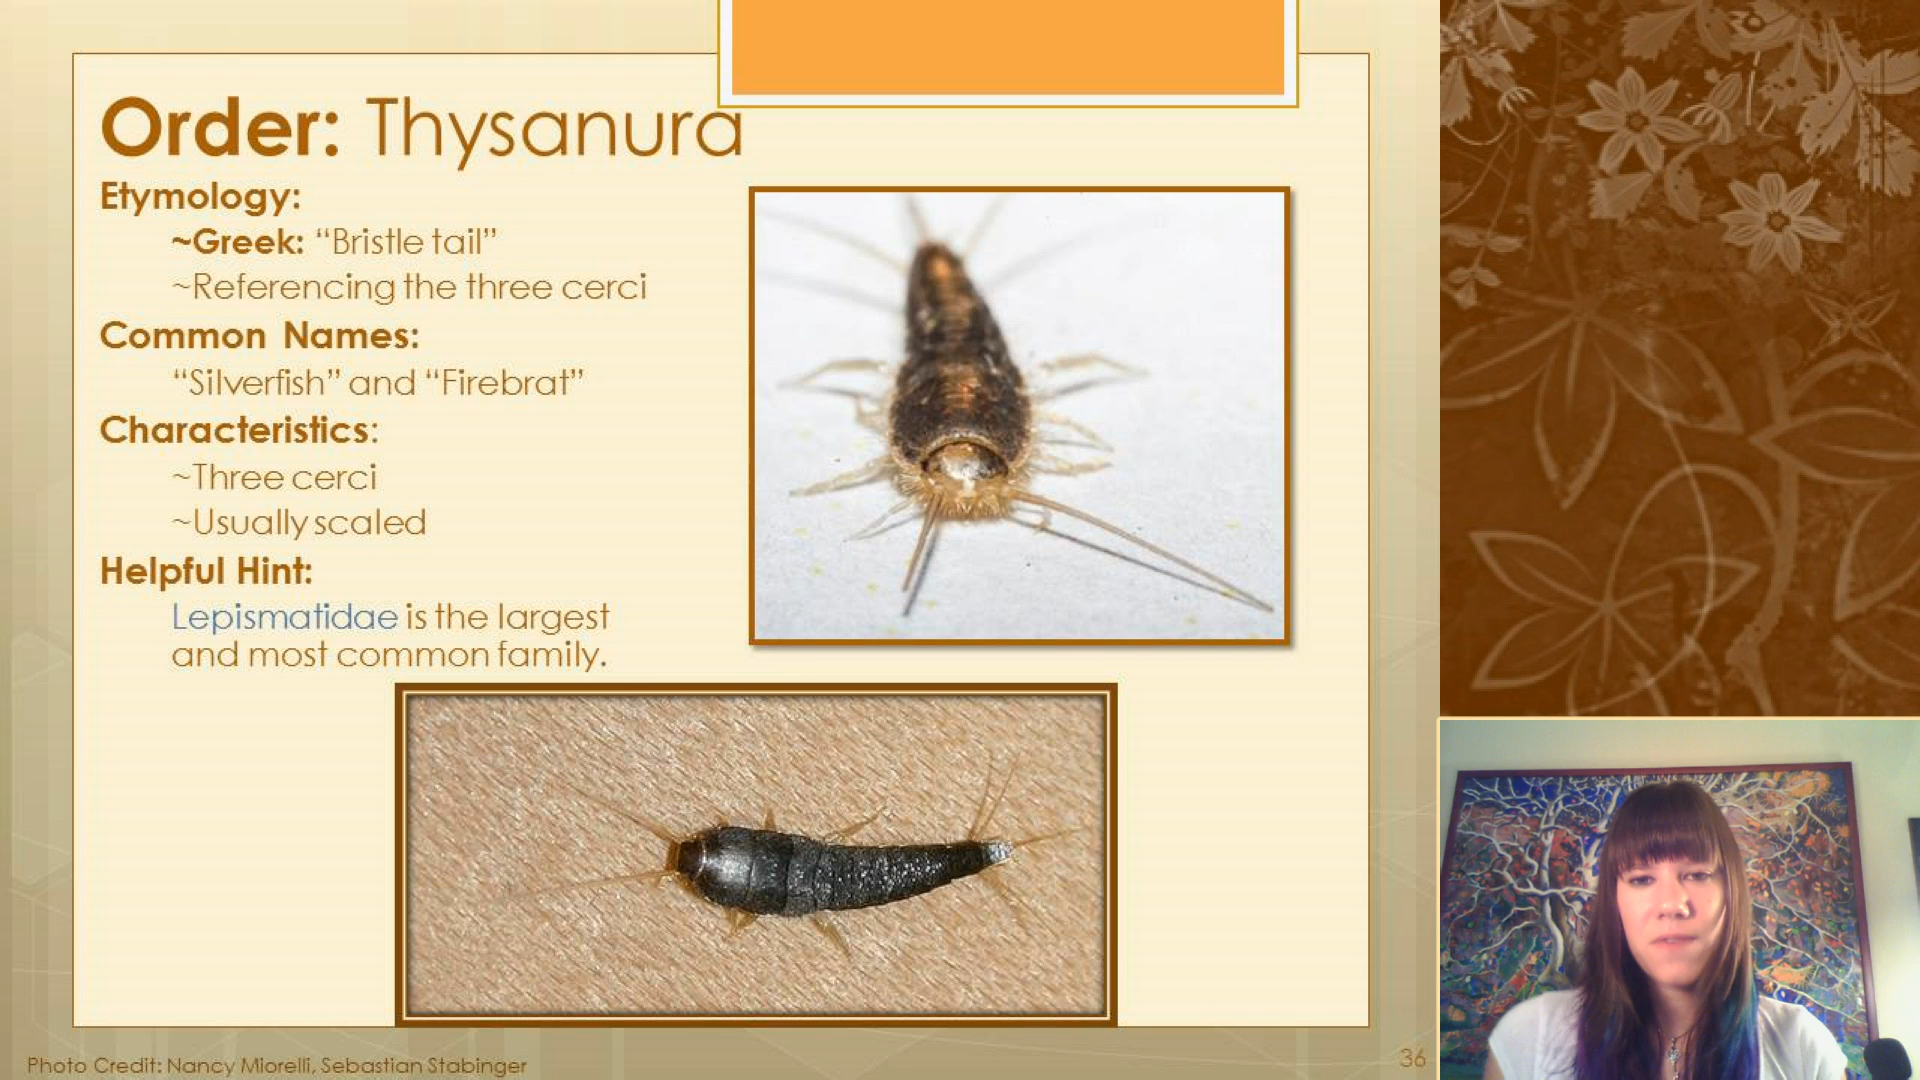 Order: Thysanura
Etymology:
~Greek: “Bristle tail”
~Referencing the three cerci
Common Names:
“Silverfish” and “Firebrat”
Characteristics:
~Three cerci
~Usually scaled
Helpful Hint:
Lepismatidae is the largest
and most common family.
Photo Credit: Nancy Miorelli, Sebastian Stabinger
36